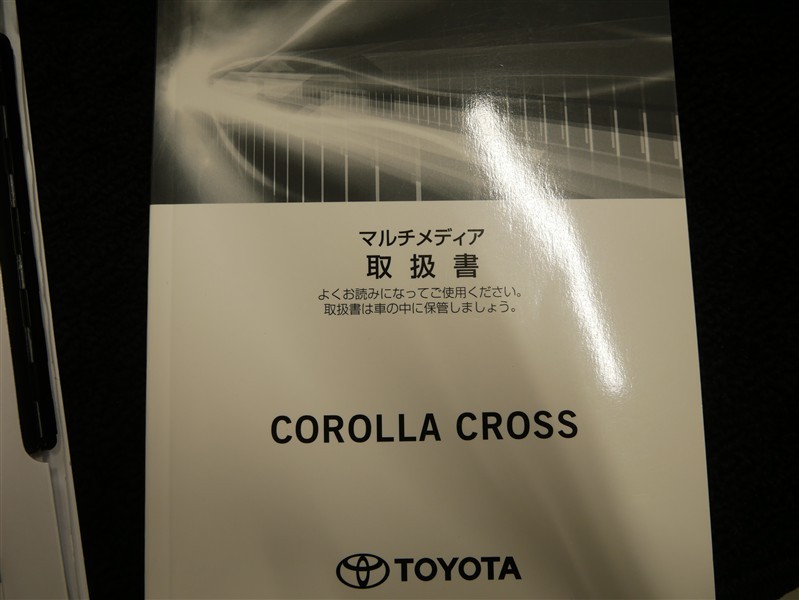 マルチメディア
取扱書
よくお読みになってご使用ください。
取扱書は車の中に保管しましょう。
COROLLA CROSS
TOYOTA